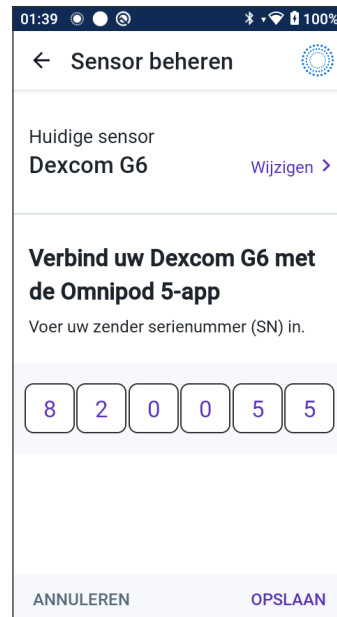 01:39 100%
Sensor beheren
Huidige sensor
Dexcom G6 Wijzigen
Verbind uw Dexcom G6 met
de Omnipod 5-app
Voer uw zender serienummer (SN) in.
8 2 0 0 5 5
ANNULEREN OPSLAAN